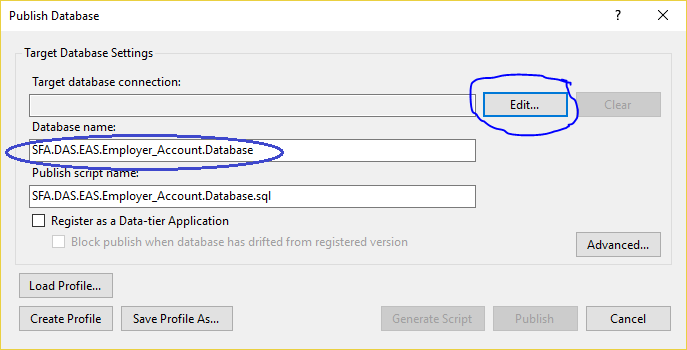 Publish Database
Target Database Settings
Target database connection:
Edit...
Clear
Database name:
SFA.DAS.EAS.Employer_Account.Database
Publish script name:
SFA.DAS.EAS.Employer_Account.Database.sql
Register as a Data-tier Application
Block publish when database has drifted from registered version
Advanced...
Load Profile...
Create Profile
Save Profile As...
Generate Script
Publish
Cancel